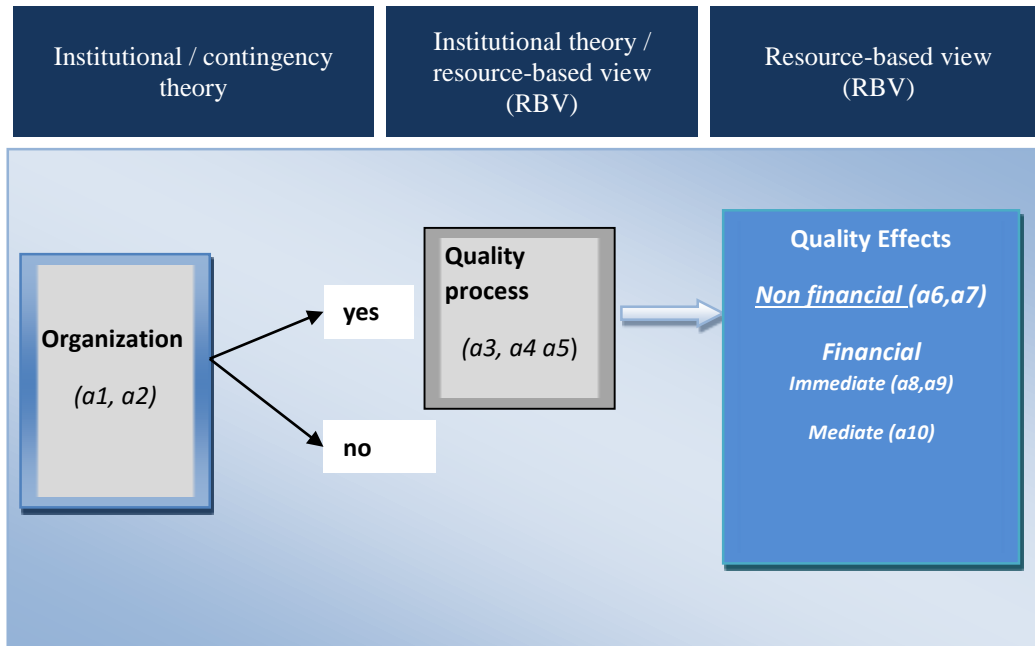 Institutional / contingency
theory
Institutional theory /
resource-based view
(RBV)
Resource-based view
(RBV)
Organization
(a1, a2)
yes
no
Quality
process
(a3, a4 a5)
Quality Effects
Non financial (a6,a7)
Financial
Immediate (a8,a9)
Mediate (a10)